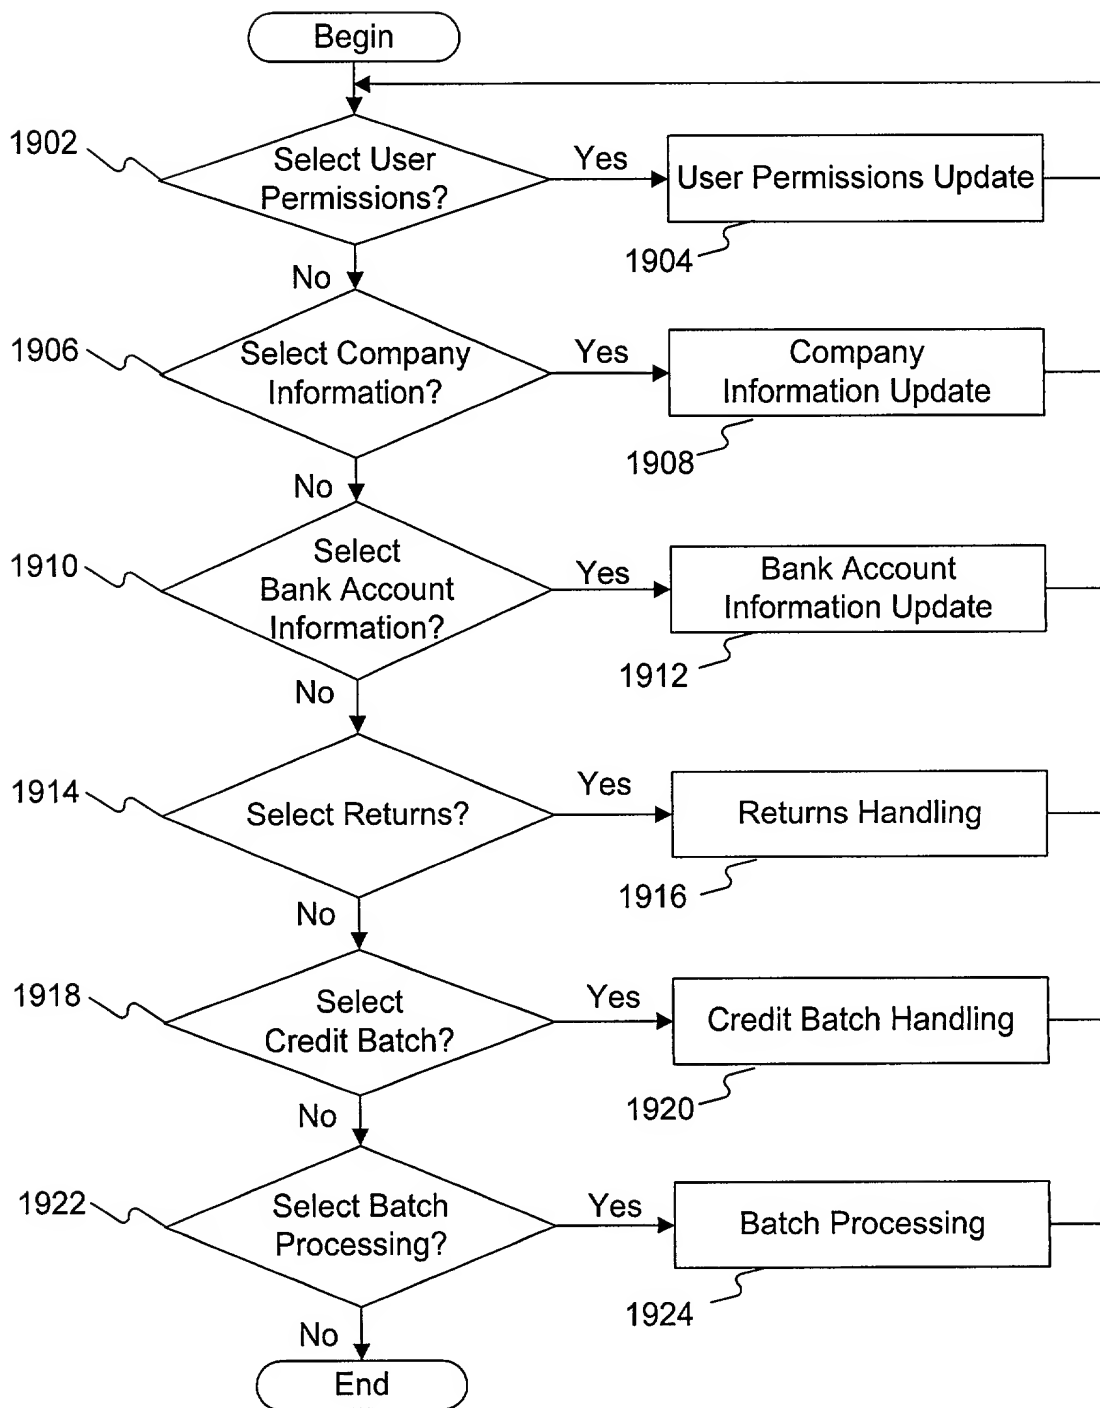 Begin
1902
Select User
Permissions?
Yes
User Permissions Update
1904
No
1906
Select Company
Information?
Yes
Company
Information Update
1908
No
1910
Select
Bank Account
Information?
Yes
Bank Account
Information Update
1912
No
1914
Select Returns?
Yes
Returns Handling
1916
No
1918
Select
Credit Batch?
Yes
Credit Batch Handling
1920
No
1922
Select Batch
Processing?
Yes
Batch Processing
1924
No
End